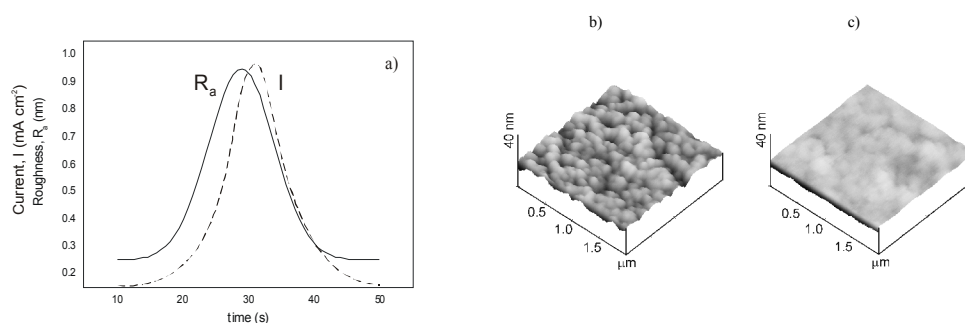 a)
Current, I (mA cm⁻²)
Roughness, Rₐ (nm)
1.0
0.9
0.8
0.7
0.6
0.5
0.4
0.3
0.2
Rₐ
I
10
20
30
40
50
time (s)
b)
40 nm
0.5
1.0
1.5
μm
c)
40 nm
0.5
1.0
1.5
μm